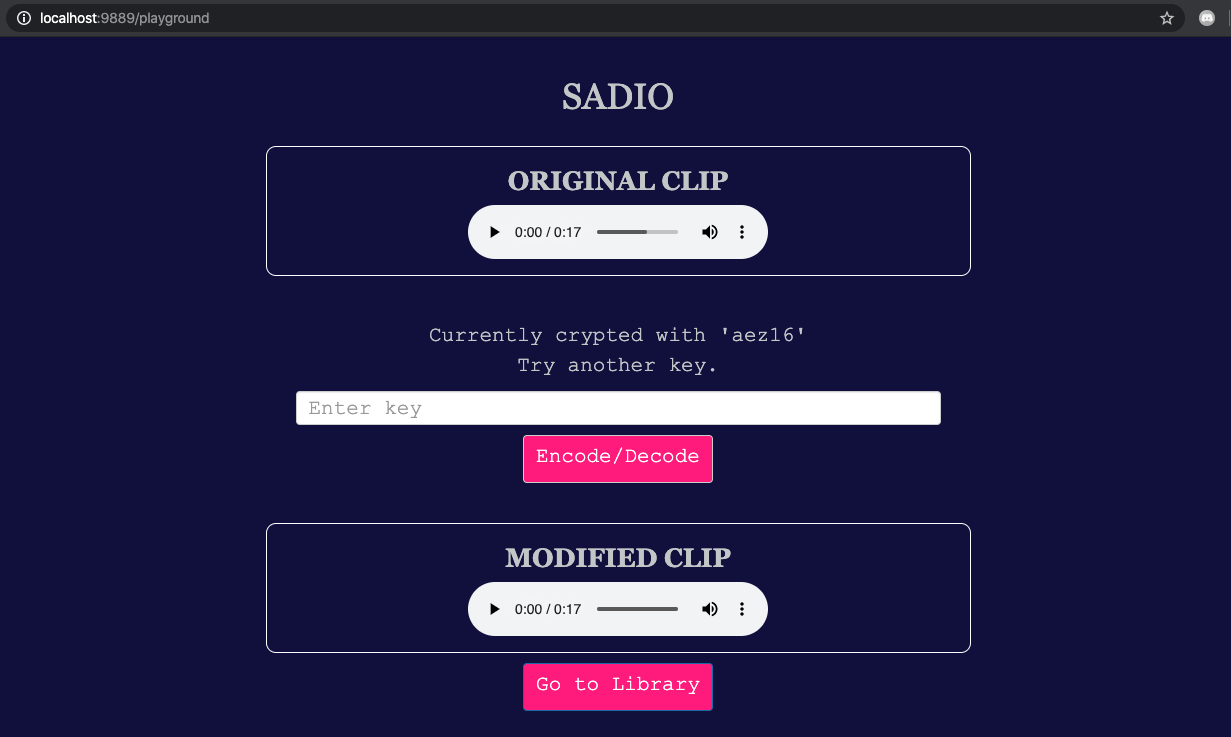 localhost:9889/playground
SADIO
ORIGINAL CLIP
0:00 / 0:17
Currently crypted with 'aez16'
Try another key.
Enter key
Encode/Decode
MODIFIED CLIP
0:00 / 0:17
Go to Library